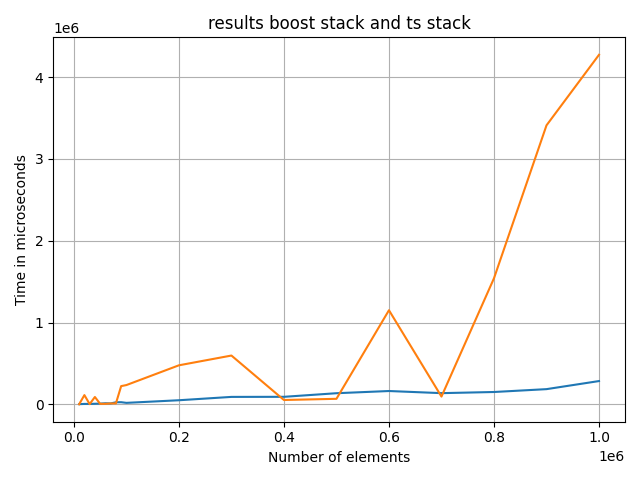 results boost stack and ts stack
1e6
4
3
2
1
0
Time in microseconds
0.0 0.2 0.4 0.6 0.8 1.0
Number of elements
1e6